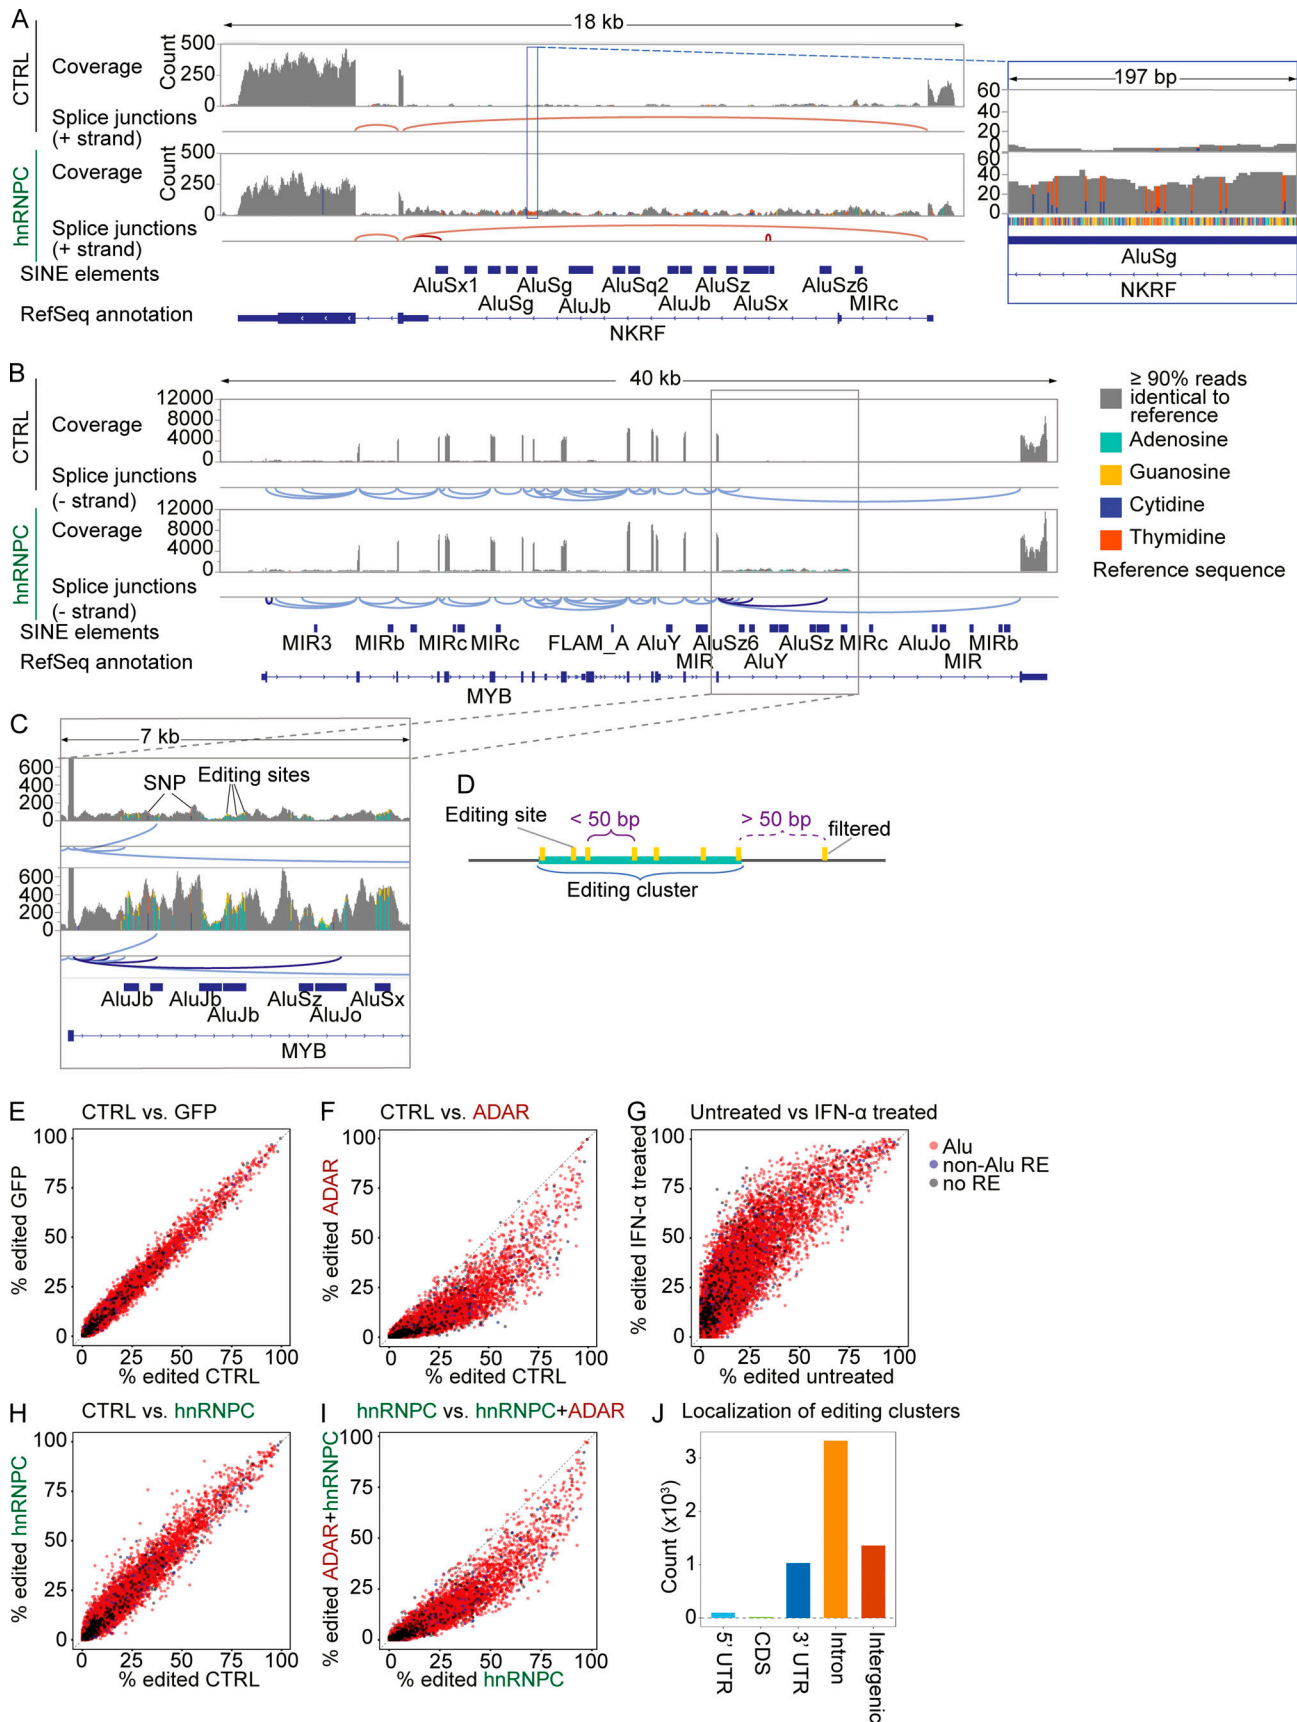 A
18 kb
CTRL
Coverage
Count
500
250
0
Splice junctions
(+ strand)
hnRNPC
Coverage
Count
500
250
0
Splice junctions
(+ strand)
SINE elements
AluSx1
AluSg
AluSq2
AluSz
AluSz6
AluSg
AluJb
AluJb
AluSx
MIRc
RefSeq annotation
NKRF
197 bp
60
40
20
0
60
40
20
0
AluSg
NKRF
B
40 kb
CTRL
Coverage
12000
8000
4000
0
Splice junctions
(- strand)
hnRNPC
Coverage
12000
8000
4000
0
Splice junctions
(- strand)
SINE elements
MIR3
MIRb
MIRc
MIRc
FLAM_A
AluY
AluSz6
AluSz
MIRc
AluJo
MIRb
MIR
AluY
MIR
RefSeq annotation
MYB
≥ 90% reads
identical to
reference
Adenosine
Guanosine
Cytidine
Thymidine
Reference sequence
C
7 kb
600
400
200
0
SNP
Editing sites
600
400
200
0
AluJb
AluJb
AluSz
AluSx
AluJb
AluJo
MYB
D
Editing site
< 50 bp
> 50 bp
filtered
Editing cluster
E
CTRL vs. GFP
% edited GFP
100
75
50
25
0
0
25
50
75
100
% edited CTRL
F
CTRL vs. ADAR
% edited ADAR
100
75
50
25
0
0
25
50
75
100
% edited CTRL
G
Untreated vs IFN-α treated
% edited IFN-α treated
100
75
50
25
0
0
25
50
75
100
% edited untreated
Alu
non-Alu RE
no RE
H
CTRL vs. hnRNPC
% edited hnRNPC
100
75
50
25
0
0
25
50
75
100
% edited CTRL
I
hnRNPC vs. hnRNPC+ADAR
% edited ADAR+hnRNPC
100
75
50
25
0
0
25
50
75
100
% edited hnRNPC
J
Localization of editing clusters
Count (x10³)
3
2
1
0
5' UTR
CDS
3' UTR
Intron
Intergenic